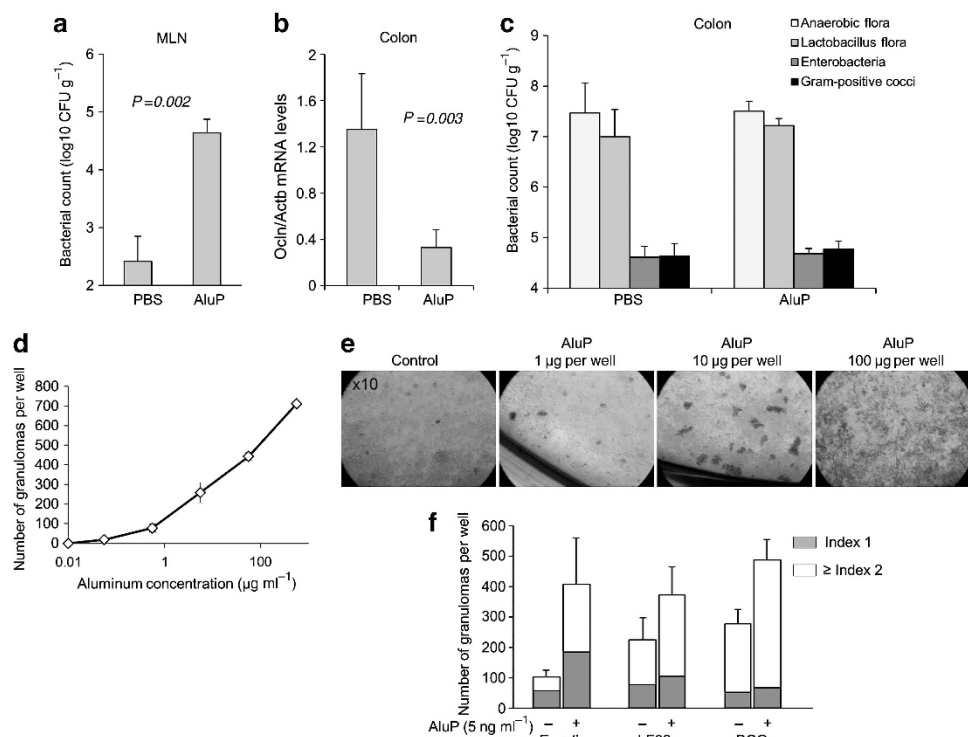 a
MLN
Bacterial count (log10 CFU g⁻¹)
6
5
4
3
2
P=0.002
PBS AluP
b
Colon
Ocln/Actb mRNA levels
2
1.6
1.2
0.8
0.4
0
P=0.003
PBS AluP
c
Colon
Anaerobic flora
Lactobacillus flora
Enterobacteria
Gram-positive cocci
Bacterial count (log10 CFU g⁻¹)
9
8
7
6
5
4
PBS AluP
d
Number of granulomas per well
800
700
600
500
400
300
200
100
0
0.01 1 100
Aluminum concentration (µg ml⁻¹)
e
Control
AluP
1 µg per well
AluP
10 µg per well
AluP
100 µg per well
x10
f
Number of granulomas per well
600
500
400
300
200
100
0
Index 1
≥ Index 2
AluP (5 ng ml⁻¹) – + – + – +